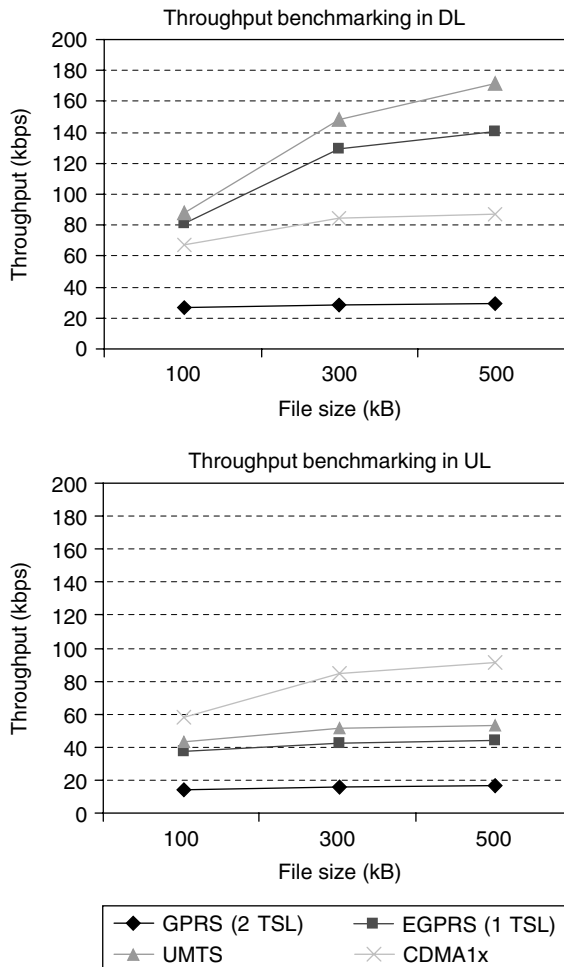 Throughput benchmarking in DL
Throughput (kbps)
200
180
160
140
120
100
80
60
40
20
0
100 300 500
File size (kB)
Throughput benchmarking in UL
Throughput (kbps)
200
180
160
140
120
100
80
60
40
20
0
100 300 500
File size (kB)
GPRS (2 TSL) EGPRS (1 TSL)
UMTS CDMA1x